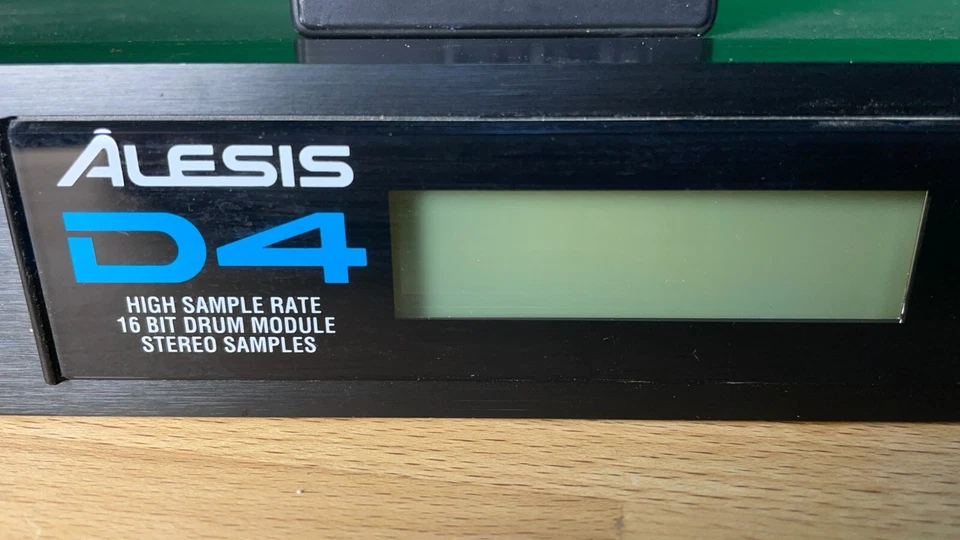 ALESIS
D4
HIGH SAMPLE RATE
16 BIT DRUM MODULE
STEREO SAMPLES